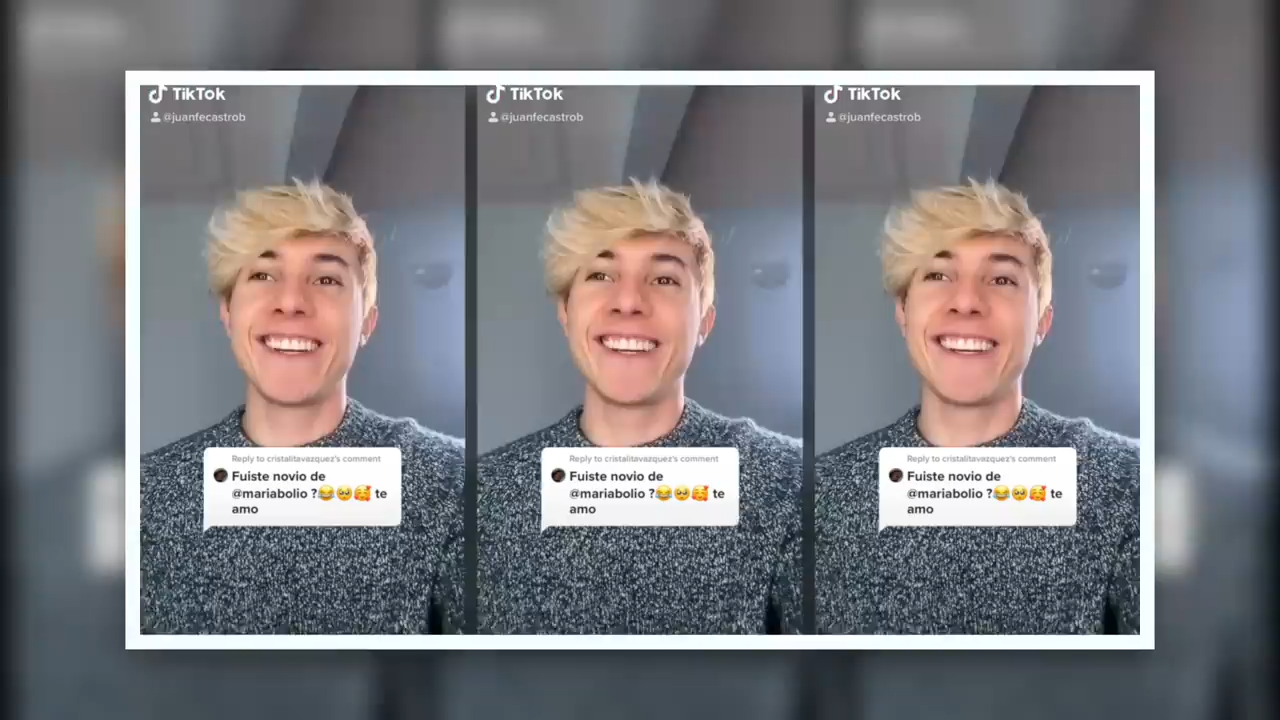 TikTok
@juanfecastrob
Reply to cristalitavazquez's comment
Fuiste novio de
@mariabolio ?😂🥺🥰 te
amo
TikTok
@juanfecastrob
Reply to cristalitavazquez's comment
Fuiste novio de
@mariabolio ?😂🥺🥰 te
amo
TikTok
@juanfecastrob
Reply to cristalitavazquez's comment
Fuiste novio de
@mariabolio ?😂🥺🥰 te
amo